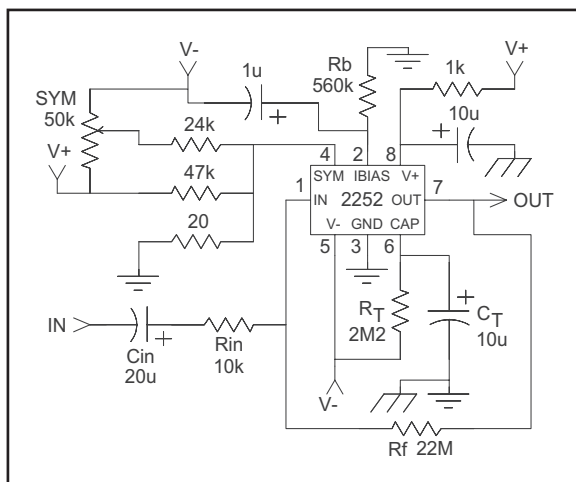 V-
V+
1u
Rb
560k
1k
SYM
50k
+
24k
10u
+
V+
4
2
8
47k
SYM
IBIAS
V+
1
IN
2252
OUT
7
OUT
20
V-
GND
CAP
5
3
6
IN
+
Cin
20u
Rin
10k
RT
2M2
+
CT
10u
V-
Rf 22M